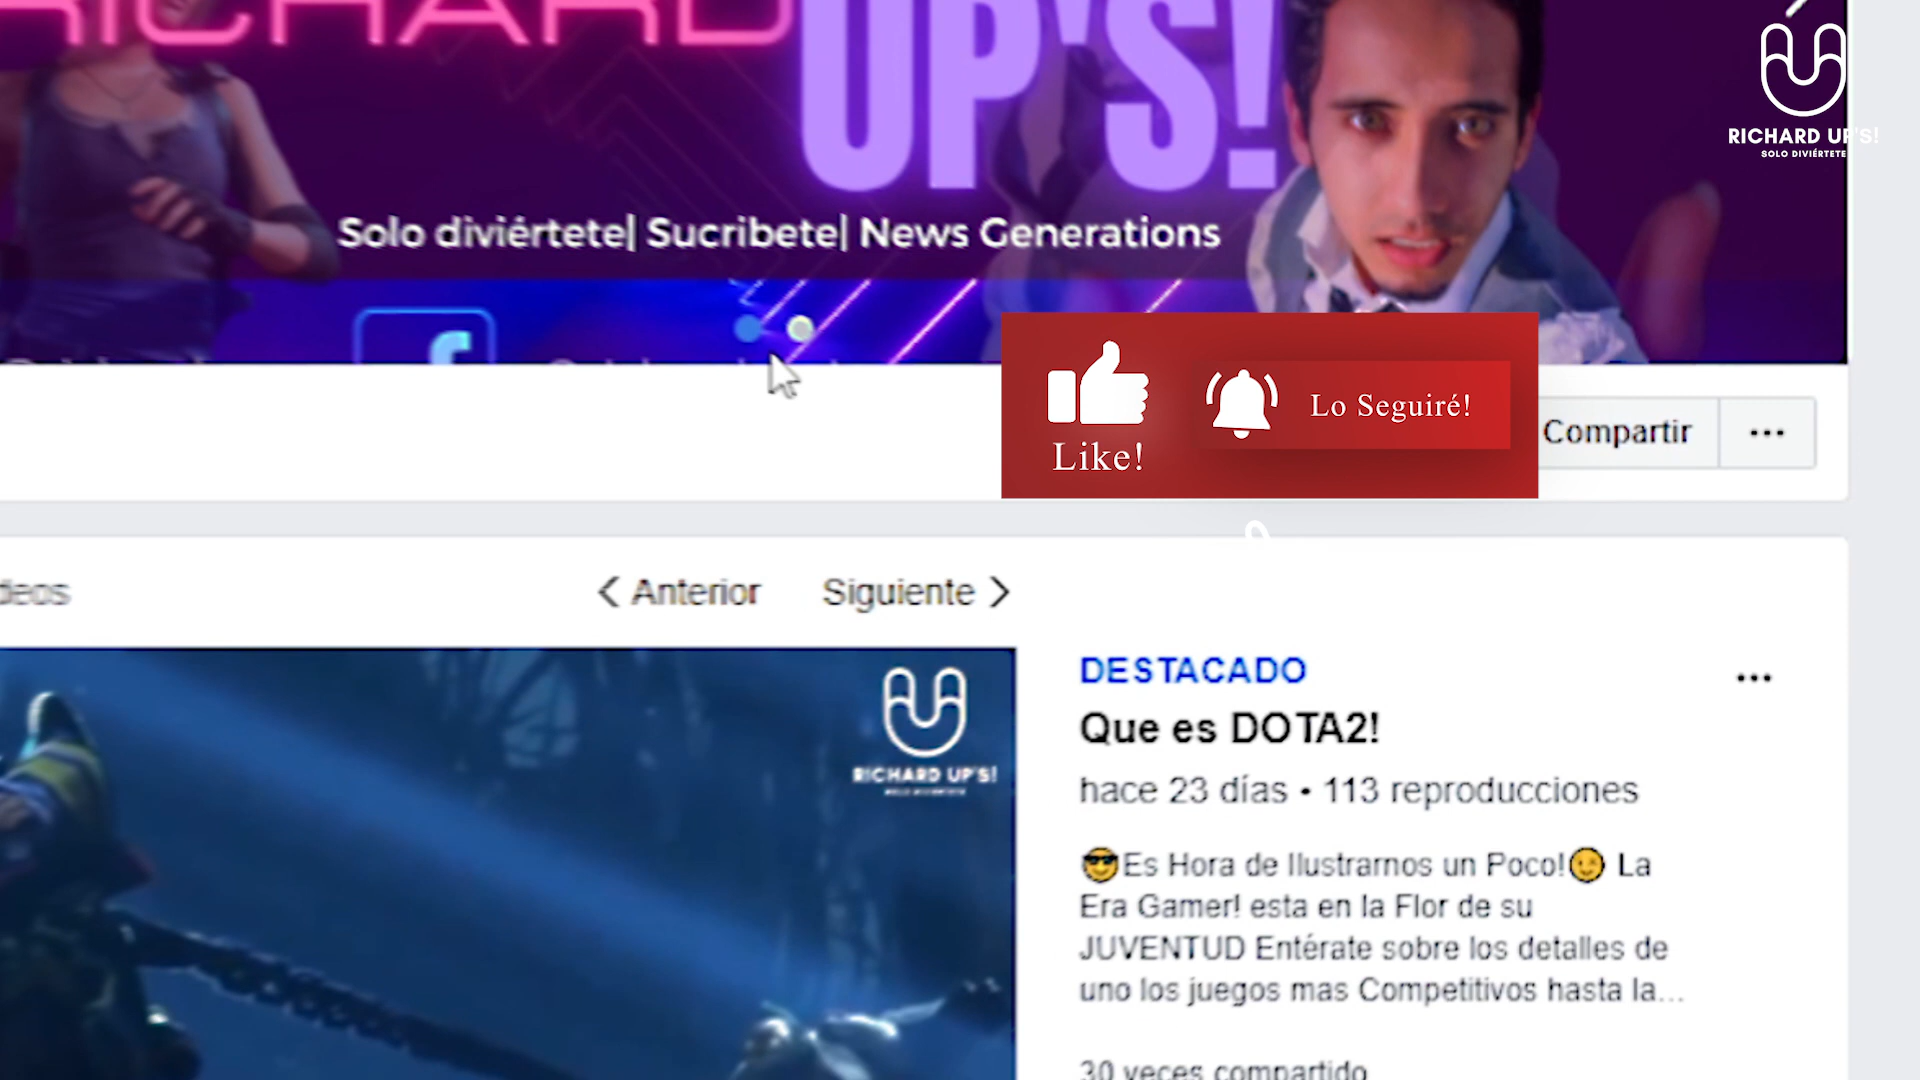 RICHARD
UP'S!
RICHARD UP'S!
SOLO DIVIÉRTETE
Solo diviértete| Sucribete| News Generations
Like!
Lo Seguiré!
Compartir
deos
Anterior
Siguiente
RICHARD UP'S!
DESTACADO
Que es DOTA2!
hace 23 días • 113 reproducciones
😎Es Hora de Ilustrarnos un Poco!😉 La
Era Gamer! esta en la Flor de su
JUVENTUD Entérate sobre los detalles de
uno los juegos mas Competitivos hasta la...
30 veces compartido